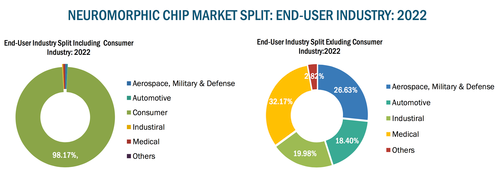 NEUROMORPHIC CHIP MARKET SPLIT: END-USER INDUSTRY: 2022
End-User Industry Split Including Consumer
Industry: 2022
98.17%.
Aerospace, Military & Defense
Automotive
Consumer
Industiral
Medical
Others
End-User Industry Split Exluding Consumer
Industry:2022
2.82%
26.63%
32.17%
18.40%
19.98%
Aerospace, Military & Defense
Automotive
Industiral
Medical
Others